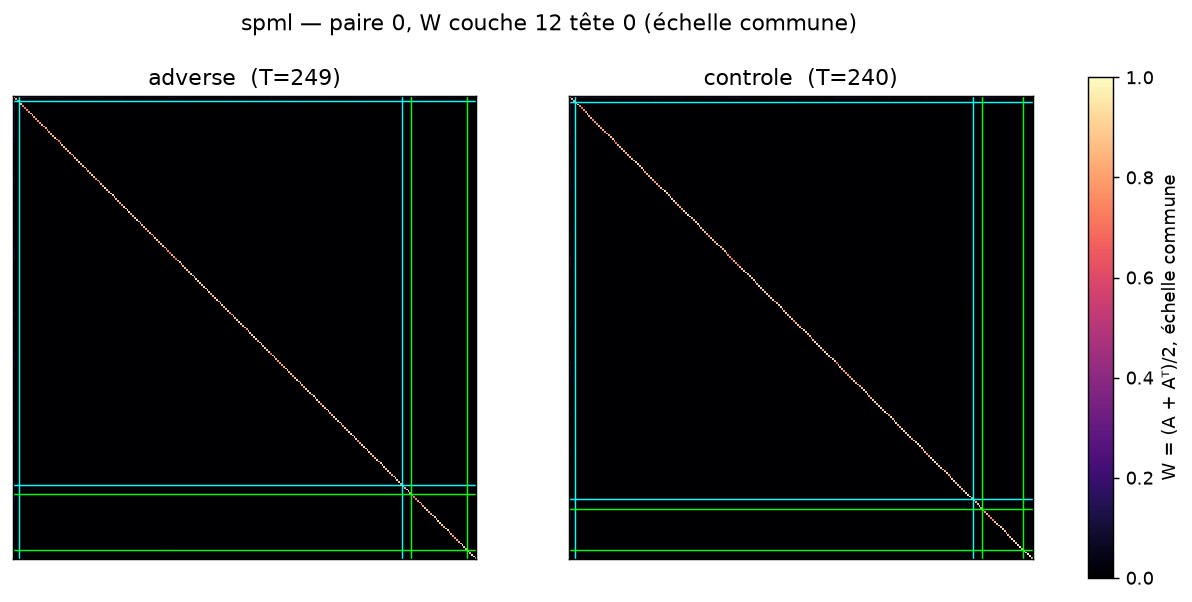 spml — paire 0, W couche 12 tête 0 (échelle commune)
adverse  (T=249)
controle  (T=240)
1.0
0.8
0.6
0.4
0.2
0.0
W = (A + Aᵀ)/2, échelle commune